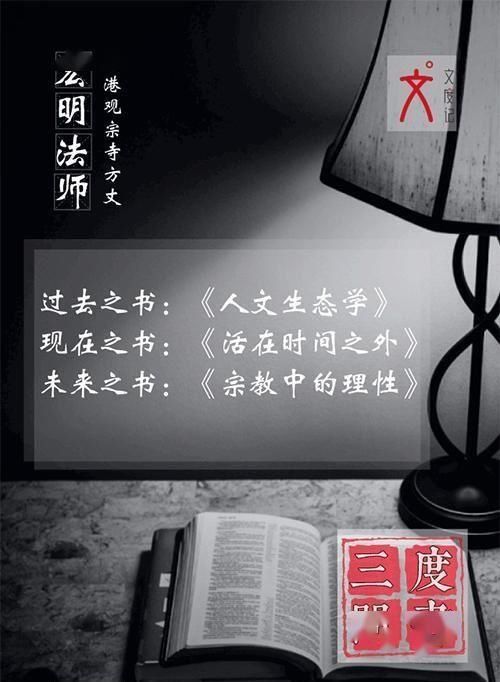 明法师
港观宗寺方丈
文度记
过去之书：《人文生态学》
现在之书：《活在时间之外》
未来之书：《宗教中的理性》
三度